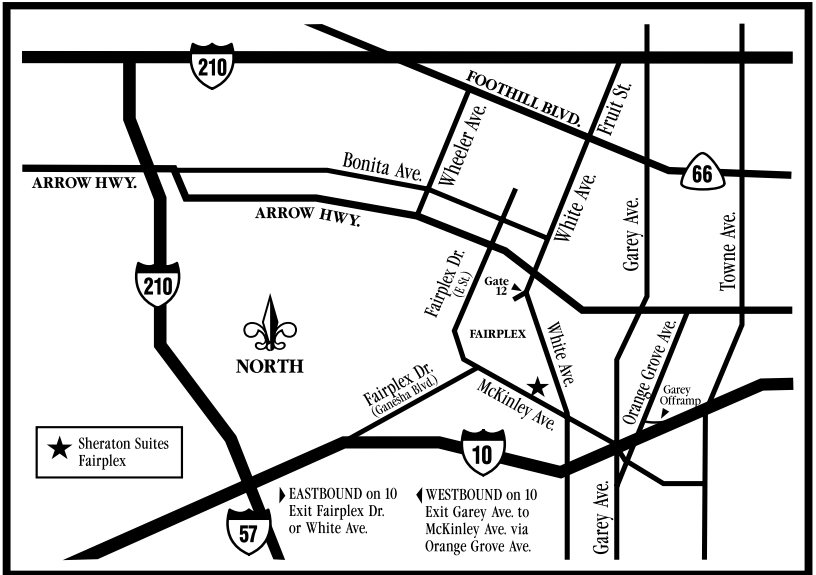 210
FOOTHILL BLVD.
Fruit St.
Wheeler Ave.
Bonita Ave.
66
ARROW HWY.
ARROW HWY.
White Ave.
Garey Ave.
Towne Ave.
210
Fairplex Dr.
(E St.)
Gate
12
FAIRPLEX
White Ave.
Orange Grove Ave.
NORTH
Fairplex Dr.
(Ganesha Blvd.)
McKinley Ave.
Garey
Offramp
Sheraton Suites
Fairplex
10
57
EASTBOUND on 10
Exit Fairplex Dr.
or White Ave.
WESTBOUND on 10
Exit Garey Ave. to
McKinley Ave. via
Orange Grove Ave.
Garey Ave.